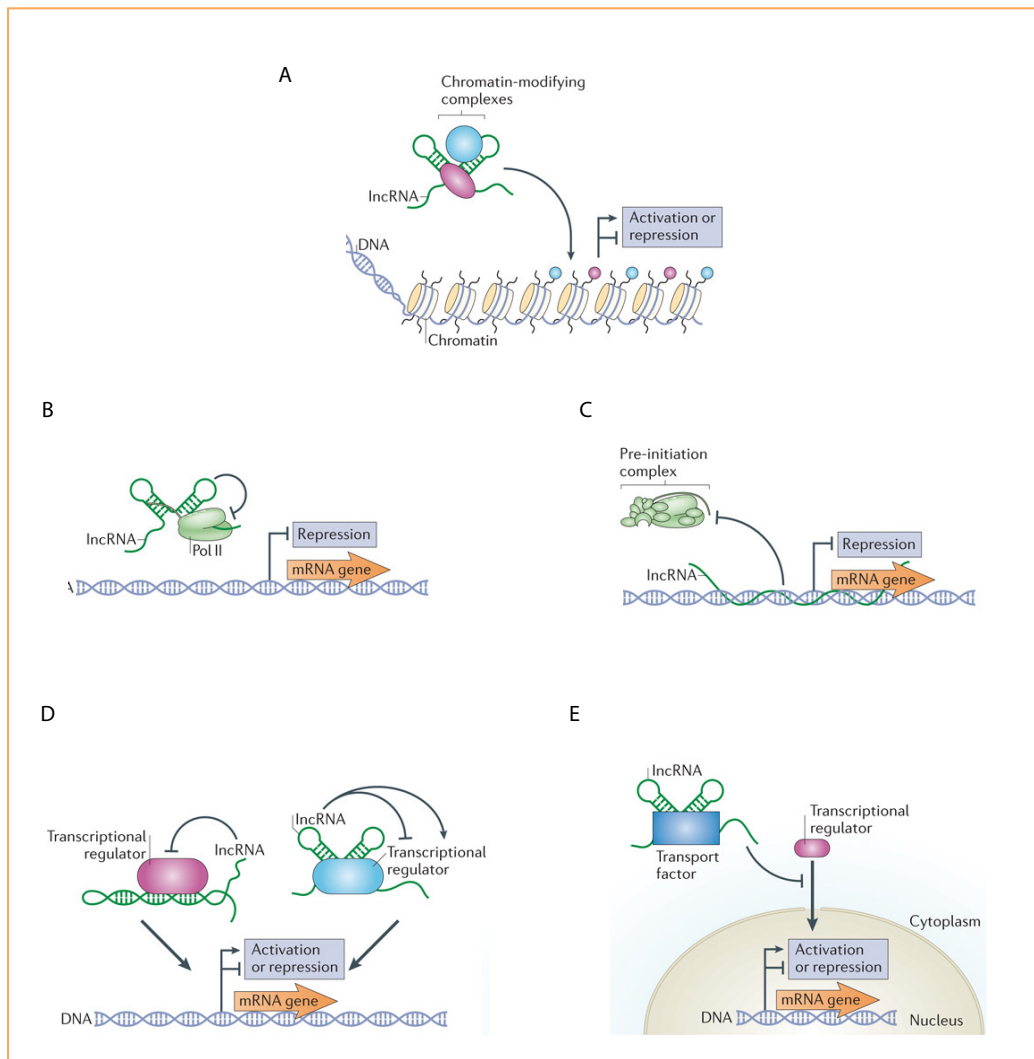 A
Chromatin-modifying
complexes
lncRNA
Activation or
repression
DNA
Chromatin
B
lncRNA
Pol II
Repression
mRNA gene
C
Pre-initiation
complex
lncRNA
Repression
mRNA gene
D
Transcriptional
regulator
lncRNA
lncRNA
Transcriptional
regulator
Activation
or repression
mRNA gene
DNA
E
lncRNA
Transport
factor
Transcriptional
regulator
Cytoplasm
Activation
or repression
mRNA gene
DNA
Nucleus